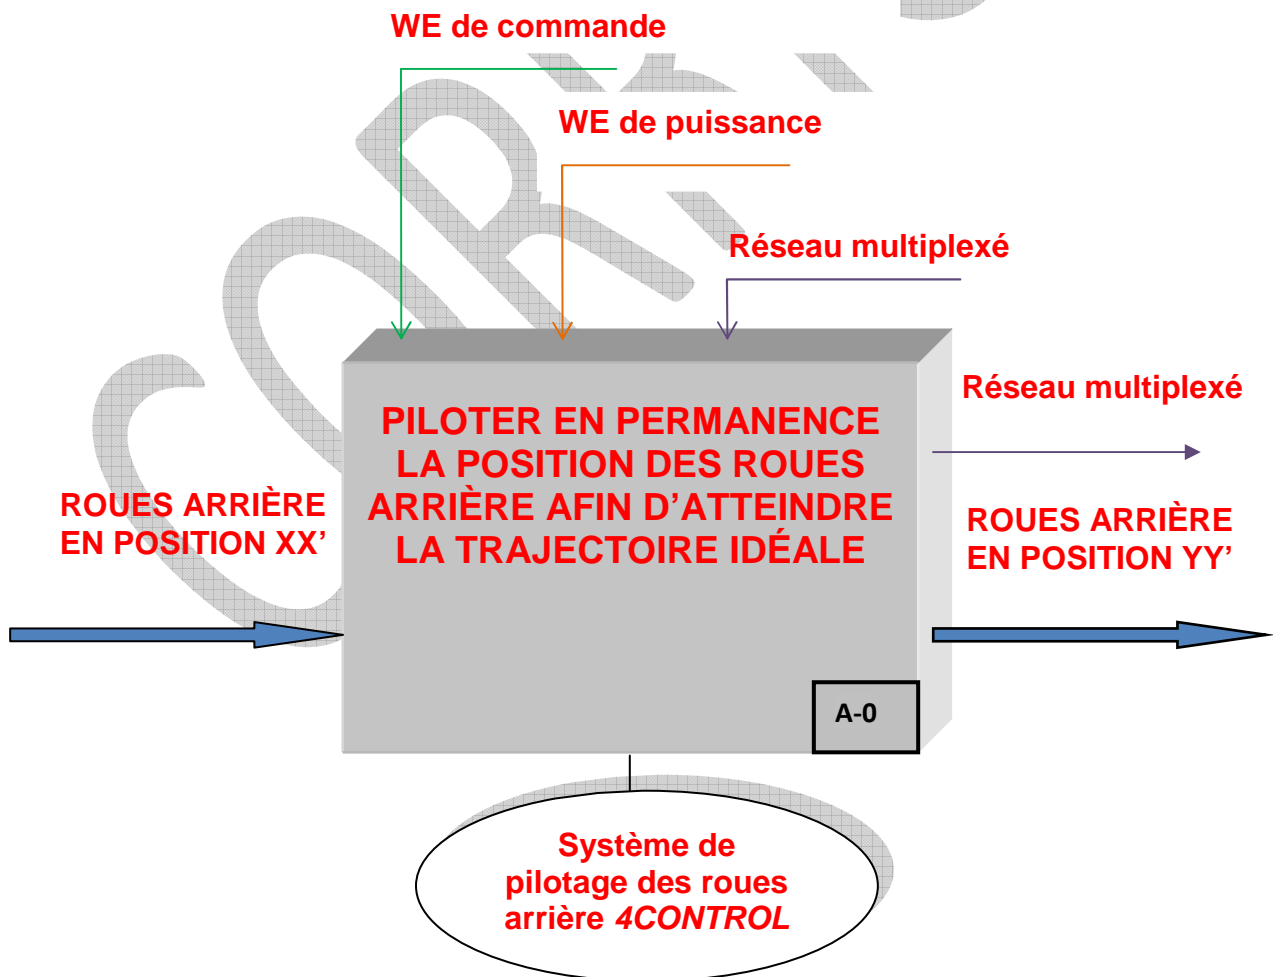 WE de commande
WE de puissance
Réseau multiplexé
Réseau multiplexé
PILOTER EN PERMANENCE
LA POSITION DES ROUES
ARRIÈRE AFIN D’ATTEINDRE
LA TRAJECTOIRE IDÉALE
ROUES ARRIÈRE
EN POSITION XX’
ROUES ARRIÈRE
EN POSITION YY’
A-0
Système de
pilotage des roues
arrière 4CONTROL